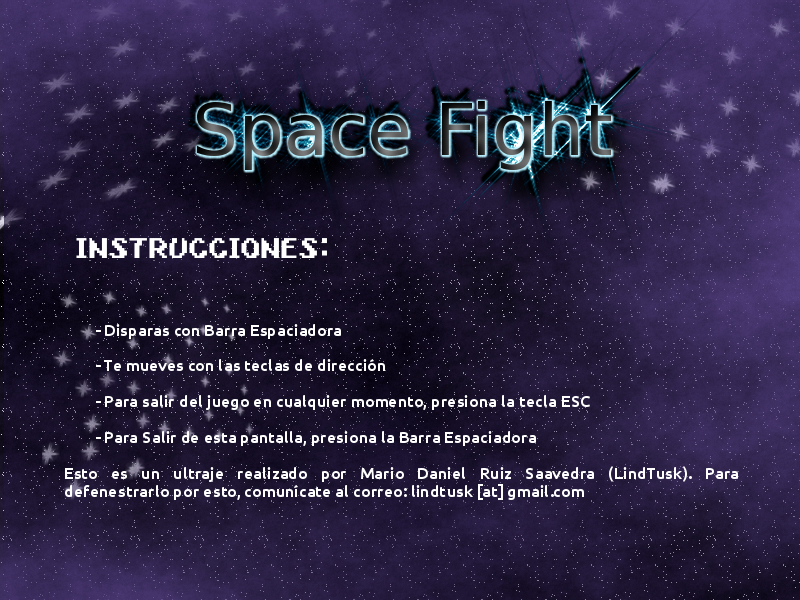 Space Fight
INSTRUCCIONES:
- Disparas con Barra Espaciadora
- Te mueves con las teclas de dirección
- Para salir del juego en cualquier momento, presiona la tecla ESC
- Para Salir de esta pantalla, presiona la Barra Espaciadora
Esto es un ultraje realizado por Mario Daniel Ruiz Saavedra (LindTusk). Para
defenestrarlo por esto, comunícate al correo: lindtusk [at] gmail.com